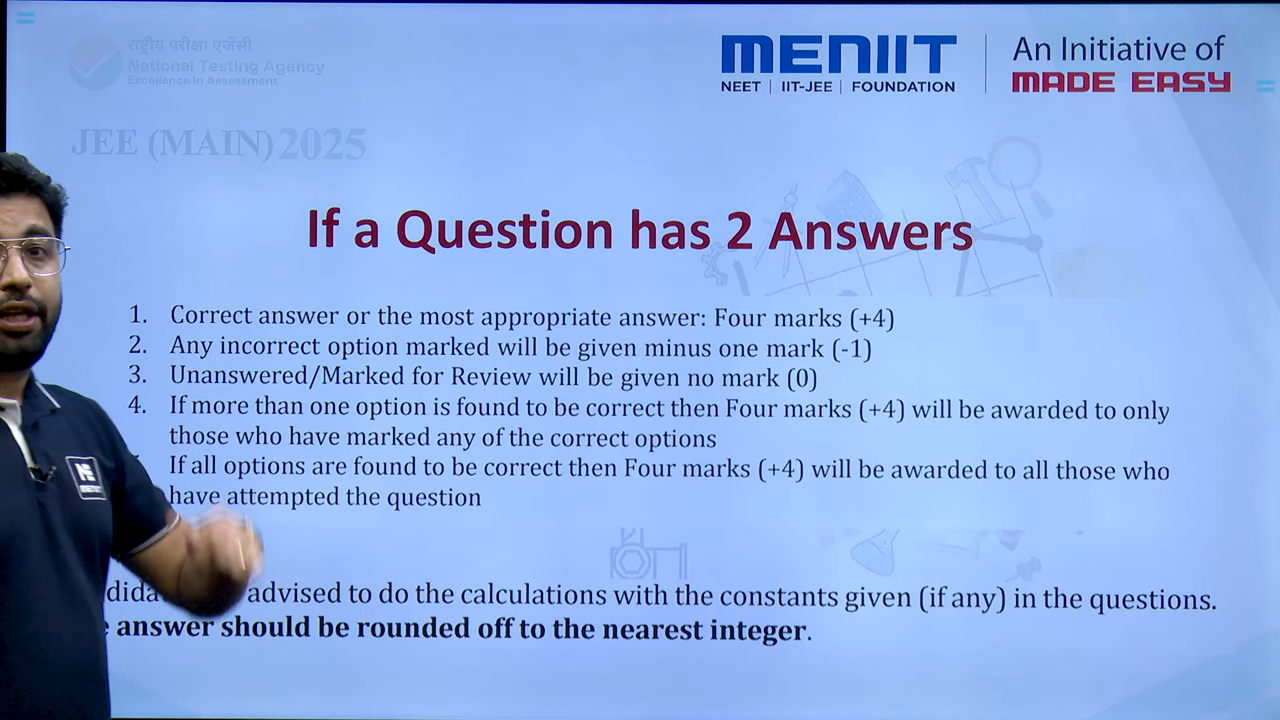 राष्ट्रीय परीक्षा एजेंसी
National Testing Agency
Excellence in Assessment
MENIIT
NEET | IIT-JEE | FOUNDATION
An Initiative of
MADE EASY
JEE (MAIN) 2025
If a Question has 2 Answers
1. Correct answer or the most appropriate answer: Four marks (+4)
2. Any incorrect option marked will be given minus one mark (-1)
3. Unanswered/Marked for Review will be given no mark (0)
4. If more than one option is found to be correct then Four marks (+4) will be awarded to only
those who have marked any of the correct options
If all options are found to be correct then Four marks (+4) will be awarded to all those who
have attempted the question
advised to do the calculations with the constants given (if any) in the questions.
answer should be rounded off to the nearest integer.